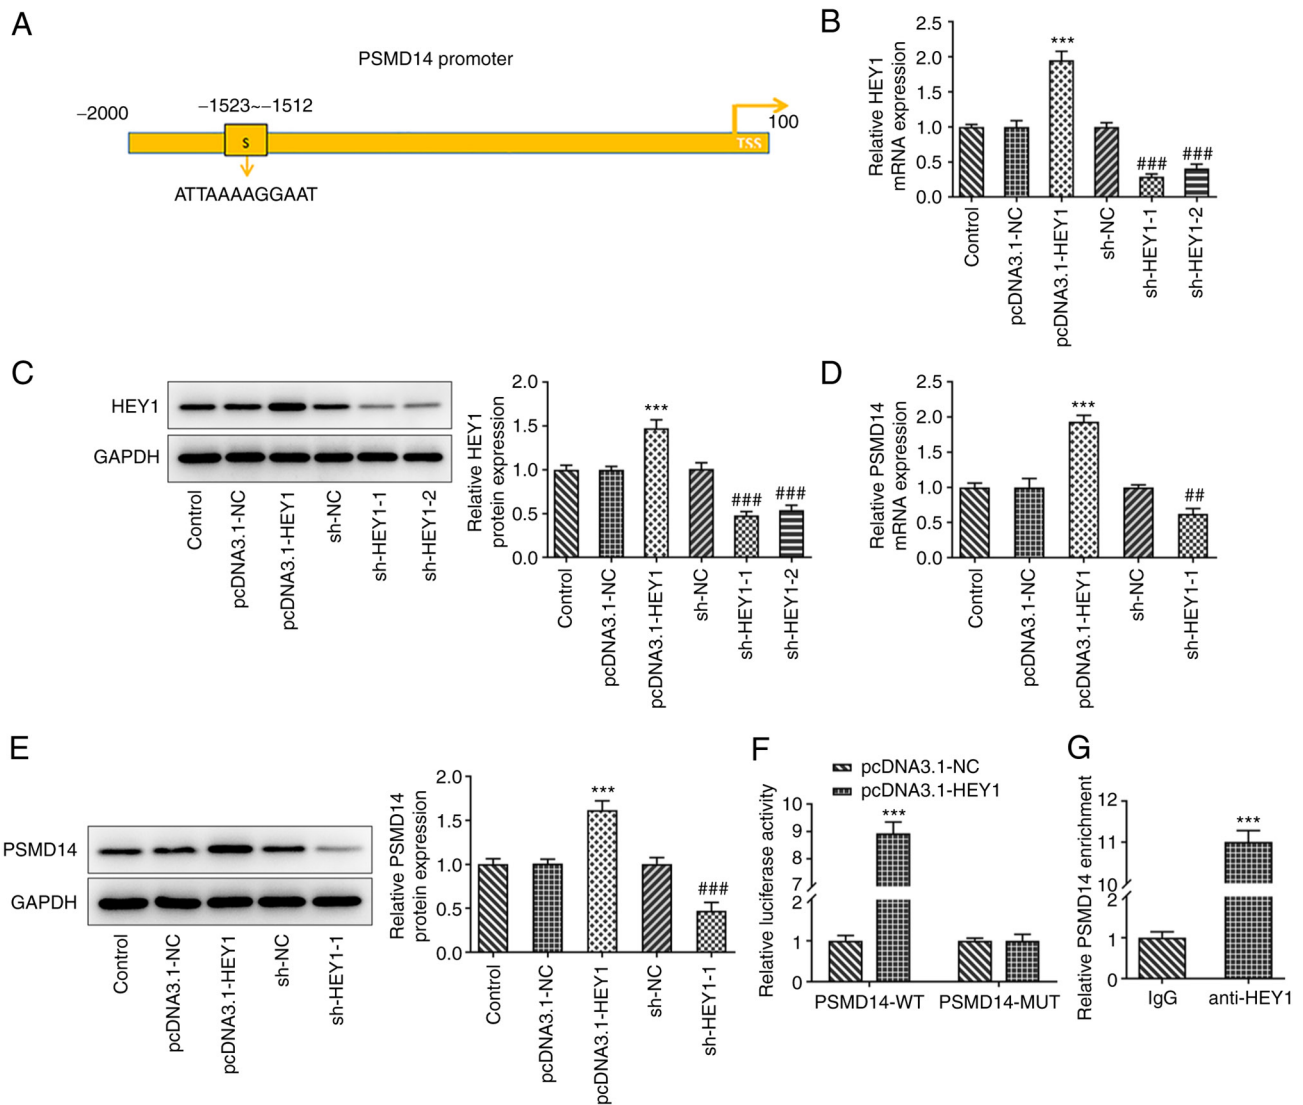 A
PSMD14 promoter
−2000
−1523~−1512
100
S
TSS
ATTAAAAGGAAT
B
Relative HEY1
mRNA expression
2.5
2.0
1.5
1.0
0.5
0.0
***
###
###
Control
pcDNA3.1-NC
pcDNA3.1-HEY1
sh-NC
sh-HEY1-1
sh-HEY1-2
C
HEY1
GAPDH
Control
pcDNA3.1-NC
pcDNA3.1-HEY1
sh-NC
sh-HEY1-1
sh-HEY1-2
Relative HEY1
protein expression
2.0
1.5
1.0
0.5
0.0
***
###
###
Control
pcDNA3.1-NC
pcDNA3.1-HEY1
sh-NC
sh-HEY1-1
sh-HEY1-2
D
Relative PSMD14
mRNA expression
2.5
2.0
1.5
1.0
0.5
0.0
***
##
Control
pcDNA3.1-NC
pcDNA3.1-HEY1
sh-NC
sh-HEY1-1
E
PSMD14
GAPDH
Control
pcDNA3.1-NC
pcDNA3.1-HEY1
sh-NC
sh-HEY1-1
Relative PSMD14
protein expression
2.0
1.5
1.0
0.5
0.0
***
###
Control
pcDNA3.1-NC
pcDNA3.1-HEY1
sh-NC
sh-HEY1-1
F
pcDNA3.1-NC
pcDNA3.1-HEY1
Relative luciferase activity
10
9
8
7
2
1
0
***
PSMD14-WT
PSMD14-MUT
G
Relative PSMD14 enrichment
12
11
10
2
1
0
***
IgG
anti-HEY1